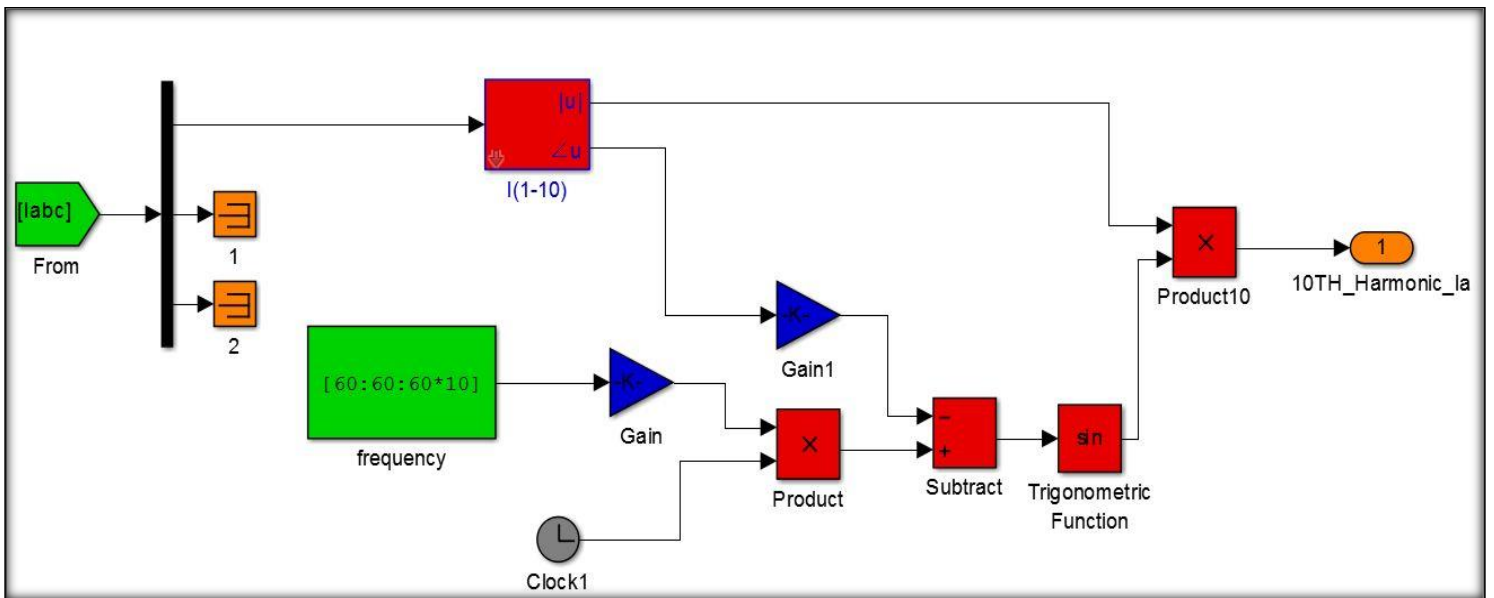 |u|
∠u
I(1-10)
[Iabc]
From
1
2
[60:60:60*10]
frequency
-K-
Gain
-K-
Gain1
×
Product
Clock1
−
+
Subtract
sin
Trigonometric
Function
×
Product10
1
10TH_Harmonic_Ia